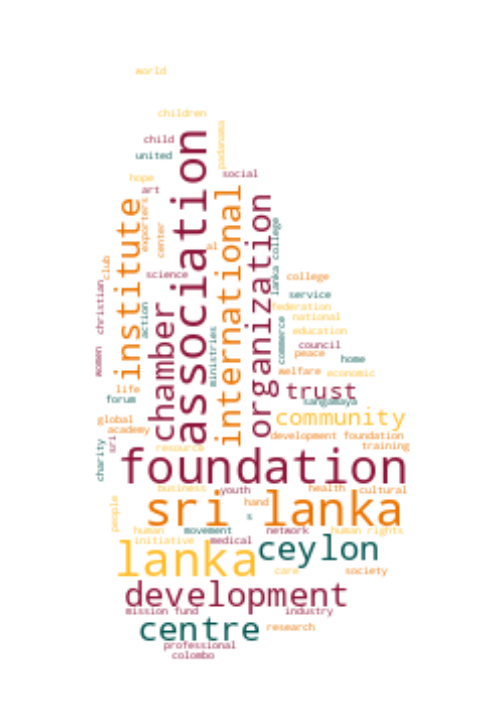 world
children
child
padanama
united
association
social
hope
art
international
organization
institute
exporters
center
al
lanka college
club
science
college
christian
service
action
chamber
federation
national
commerce
education
ministries
women
council
peace
home
welfare
economic
life
trust
forum
sangamaya
community
global
academy
sri
development foundation
charity
resource
training
foundation
business
youth
health
cultural
sri lanka
people
hand
s
human
movement
network
human rights
initiative
medical
lanka
ceylon
care
society
development
mission fund
industry
centre
research
professional
colombo